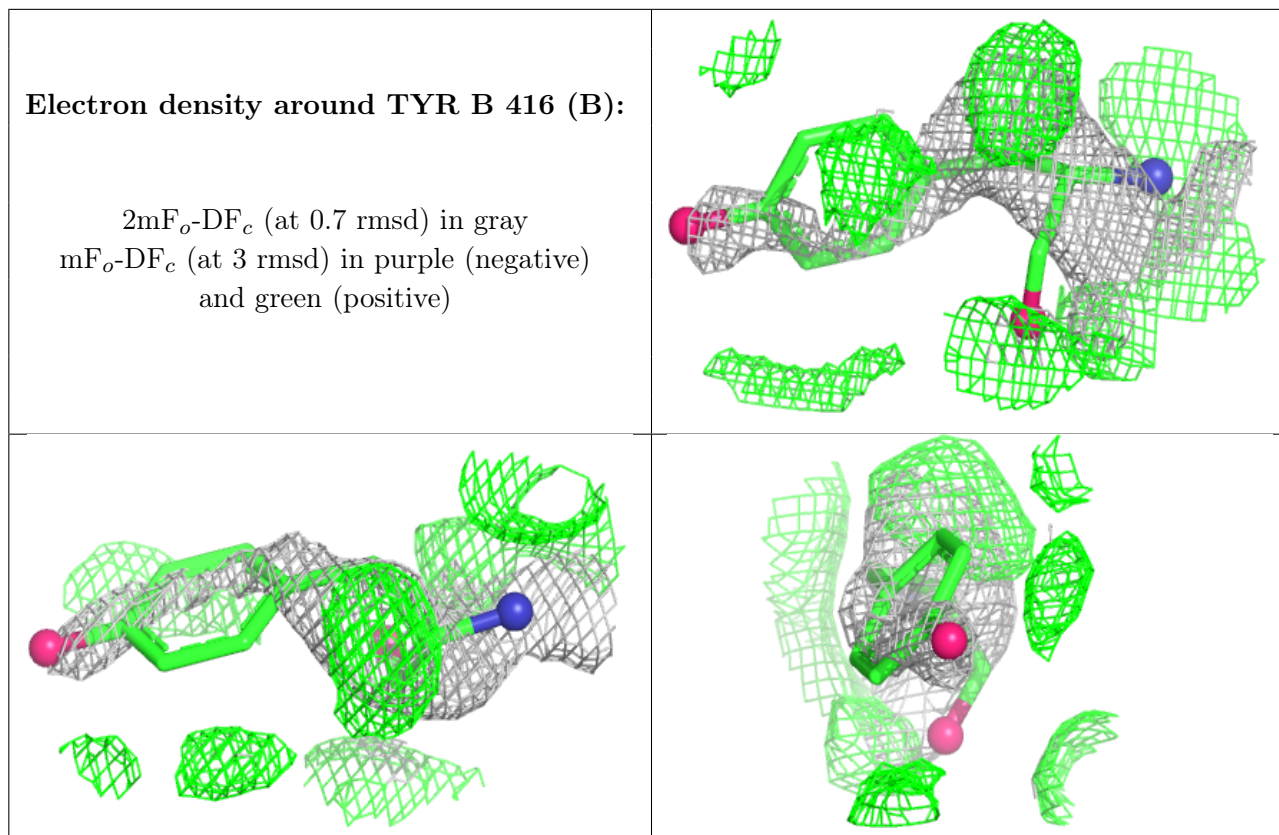 Electron density around TYR B 416 (B):
2mFₒ-DF𝒸 (at 0.7 rmsd) in gray
mFₒ-DF𝒸 (at 3 rmsd) in purple (negative)
and green (positive)